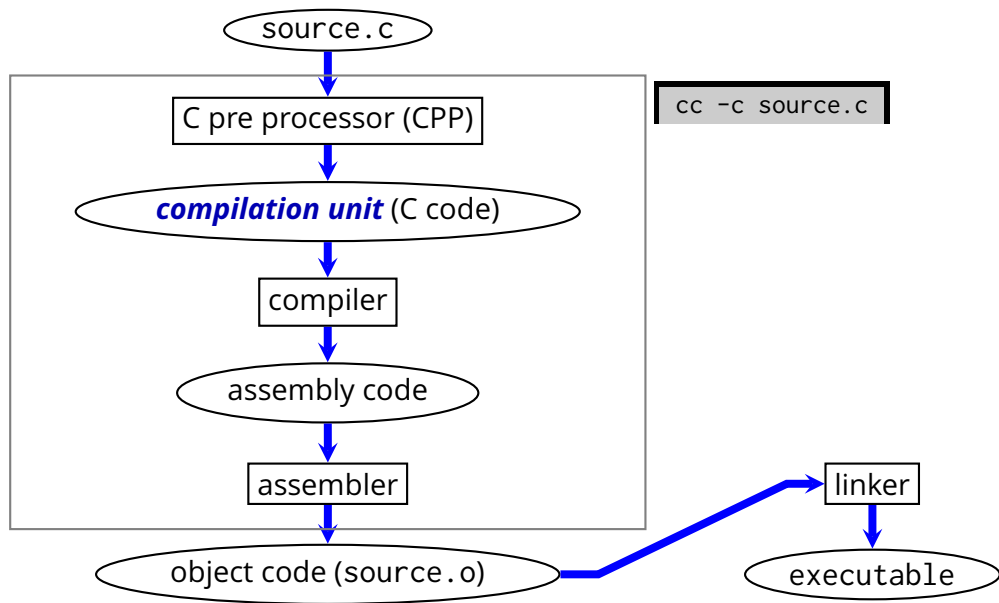 source.c
C pre processor (CPP)
cc -c source.c
compilation unit (C code)
compiler
assembly code
assembler
linker
object code (source.o)
executable